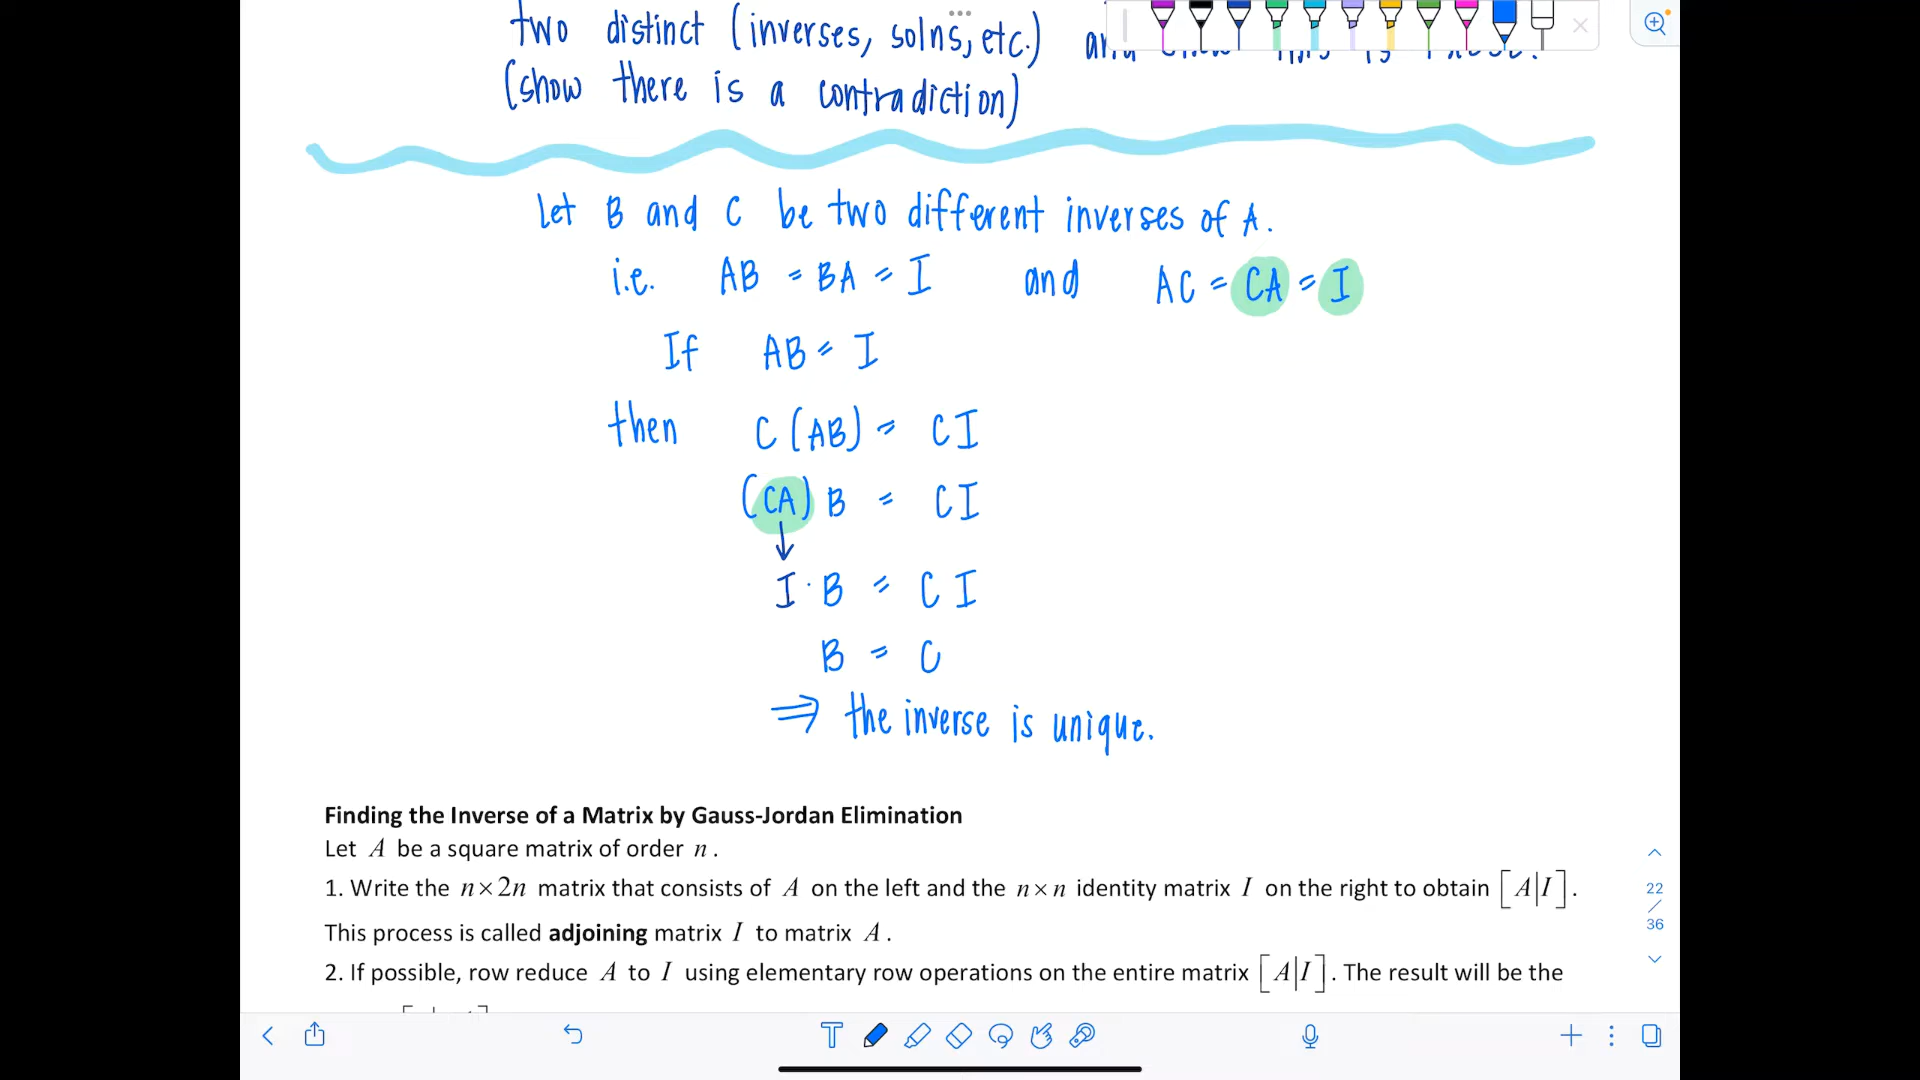 two distinct (inverses, solns, etc.)
(show there is a contradiction)
Let B and C be two different inverses of A.
i.e. AB = BA = I and AC = CA = I
If AB = I
then C (AB) = CI
(CA) B = CI
↓
I · B = C I
B = C
⇒ the inverse is unique.
Finding the Inverse of a Matrix by Gauss-Jordan Elimination
Let A be a square matrix of order n.
1. Write the n×2n matrix that consists of A on the left and the n×n identity matrix I on the right to obtain [A|I].
This process is called adjoining matrix I to matrix A.
2. If possible, row reduce A to I using elementary row operations on the entire matrix [A|I]. The result will be the
22
/
36